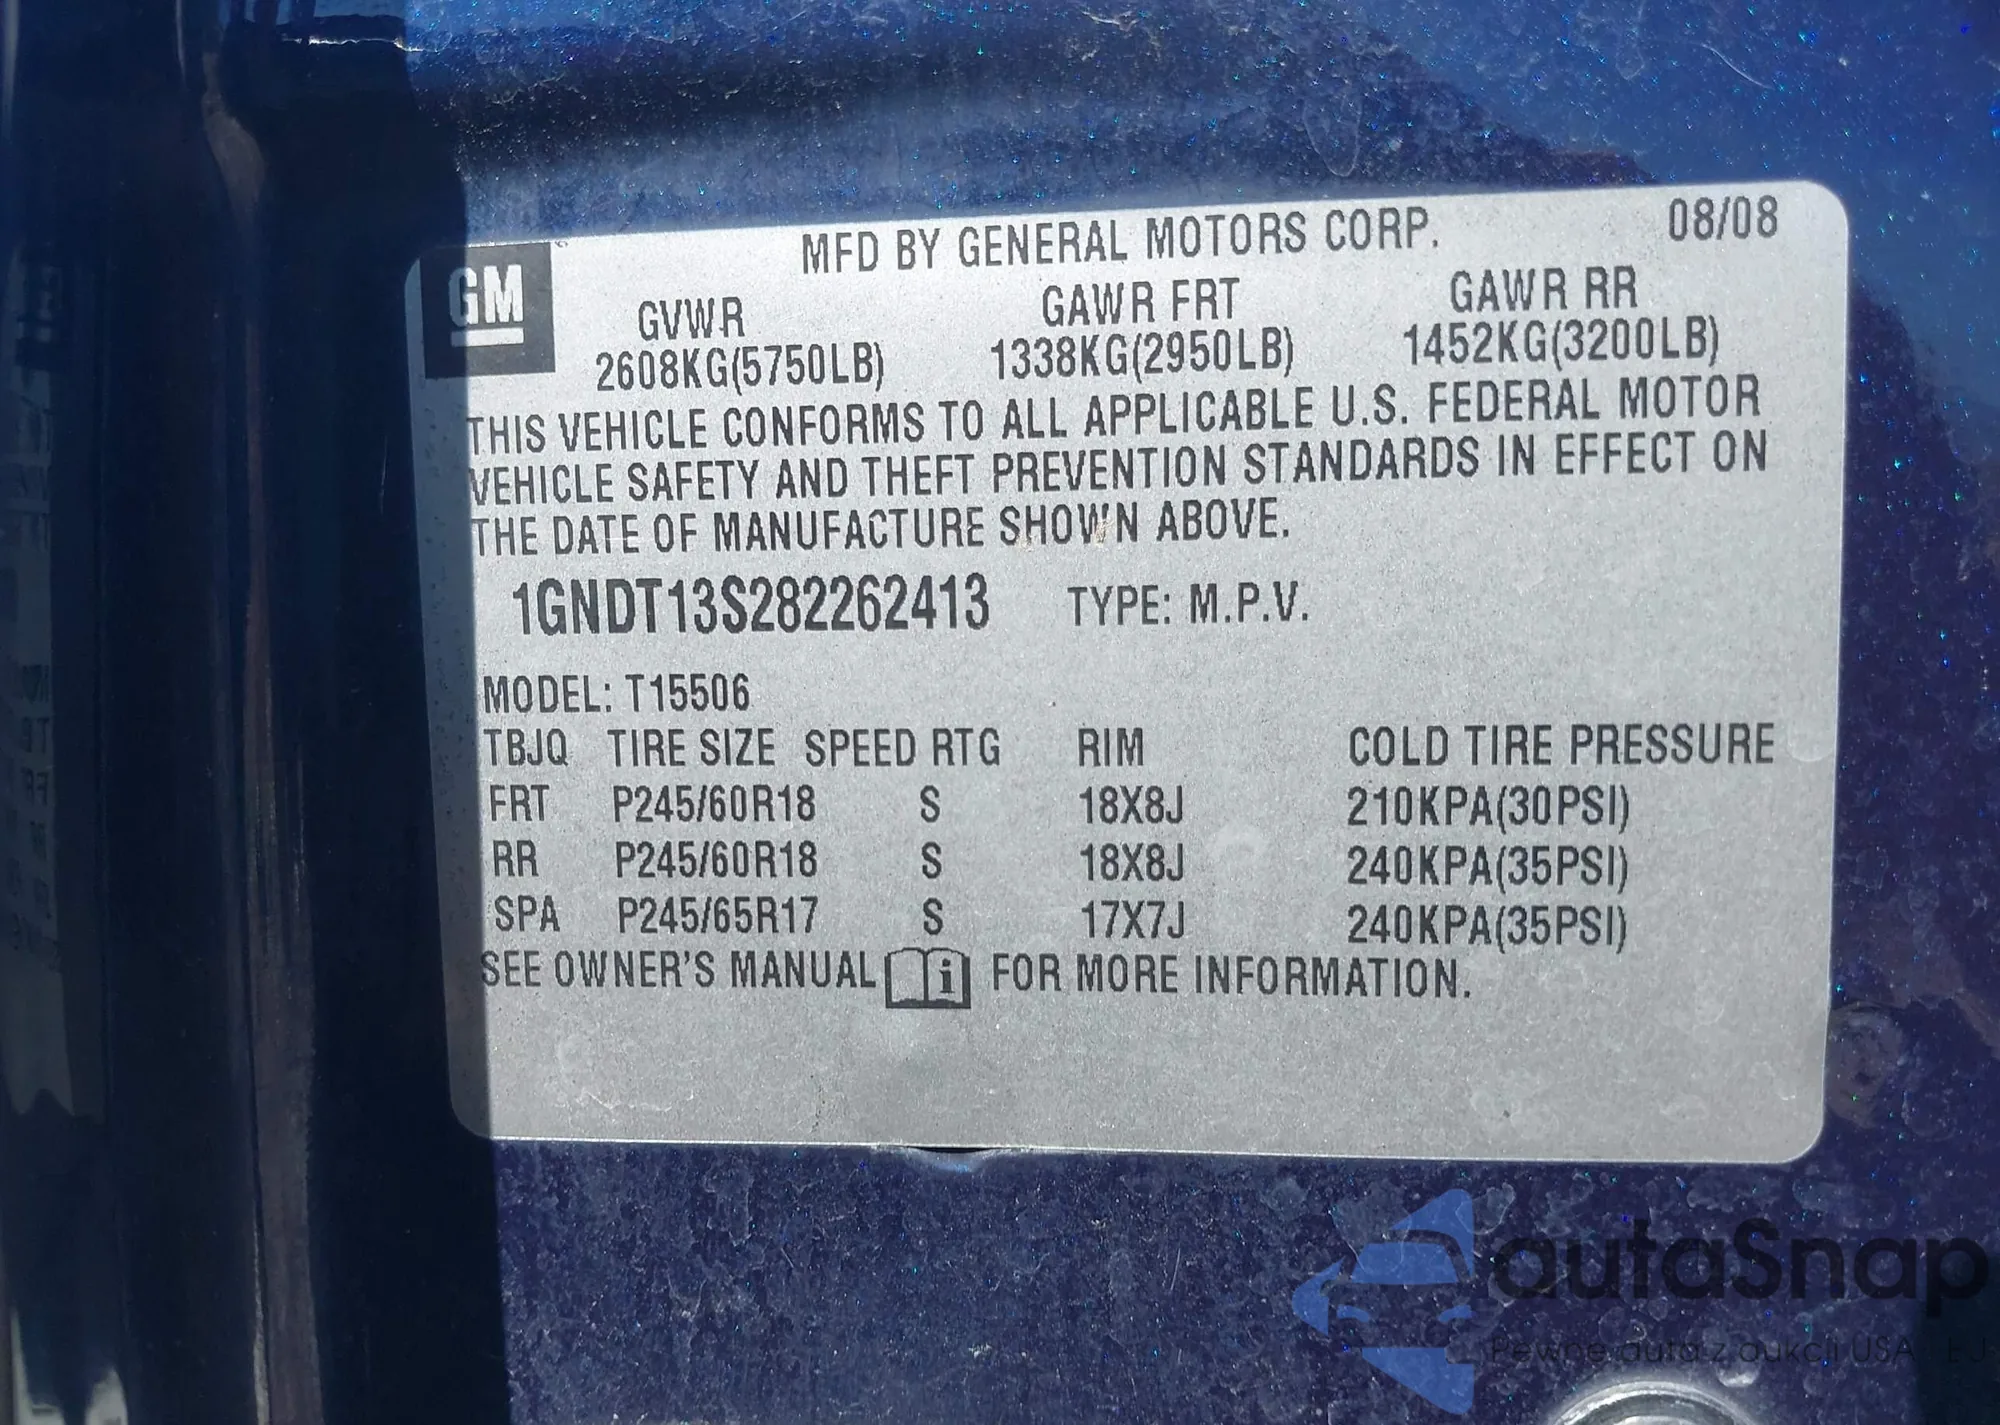 MFD BY GENERAL MOTORS CORP. 08/08
GM
GVWR GAWR FRT GAWR RR
2608KG(5750LB) 1338KG(2950LB) 1452KG(3200LB)
THIS VEHICLE CONFORMS TO ALL APPLICABLE U.S. FEDERAL MOTOR
VEHICLE SAFETY AND THEFT PREVENTION STANDARDS IN EFFECT ON
THE DATE OF MANUFACTURE SHOWN ABOVE.
1GNDT13S282262413 TYPE: M.P.V.
MODEL: T15506
TBJQ TIRE SIZE SPEED RTG RIM COLD TIRE PRESSURE
FRT P245/60R18 S 18X8J 210KPA(30PSI)
RR P245/60R18 S 18X8J 240KPA(35PSI)
SPA P245/65R17 S 17X7J 240KPA(35PSI)
SEE OWNER'S MANUAL i FOR MORE INFORMATION.
autaSnap
Pewne auta z aukcji USA